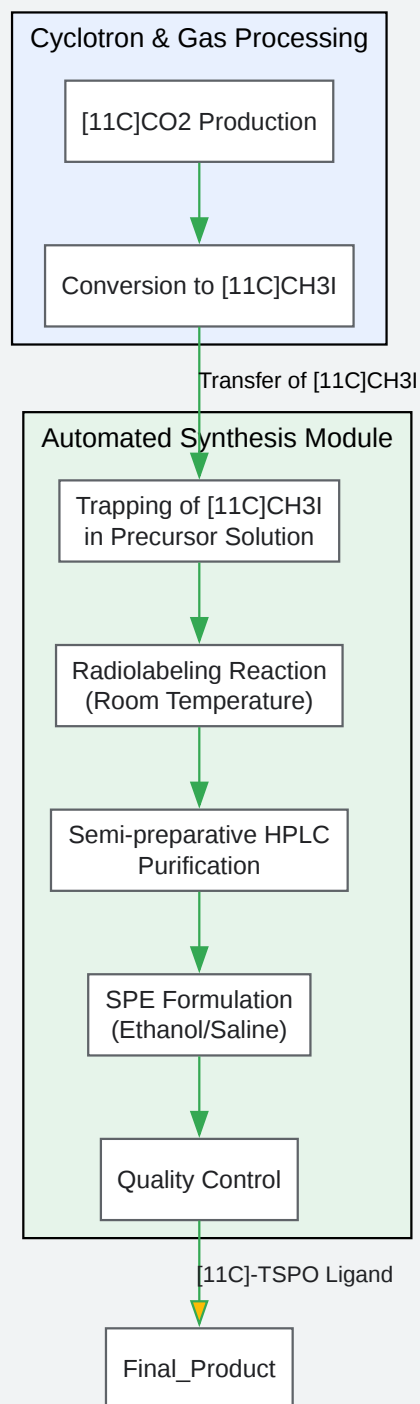 Cyclotron & Gas Processing
[11C]CO2 Production
Conversion to [11C]CH3I
Transfer of [11C]CH3I
Automated Synthesis Module
Trapping of [11C]CH3I
in Precursor Solution
Radiolabeling Reaction
(Room Temperature)
Semi-preparative HPLC
Purification
SPE Formulation
(Ethanol/Saline)
Quality Control
[11C]-TSPO Ligand
Final_Product